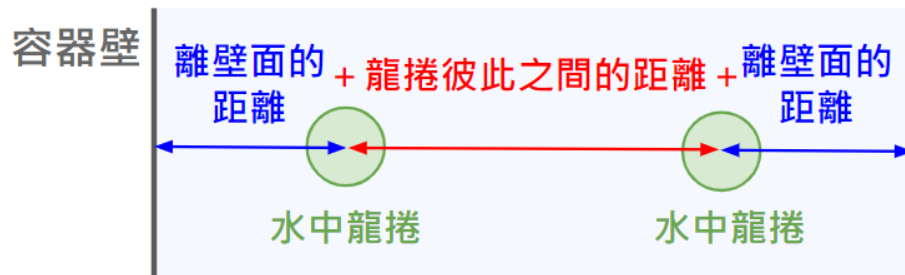 容器壁
離壁面的
距離
+ 龍捲彼此之間的距離 +
離壁面的
距離
水中龍捲
水中龍捲